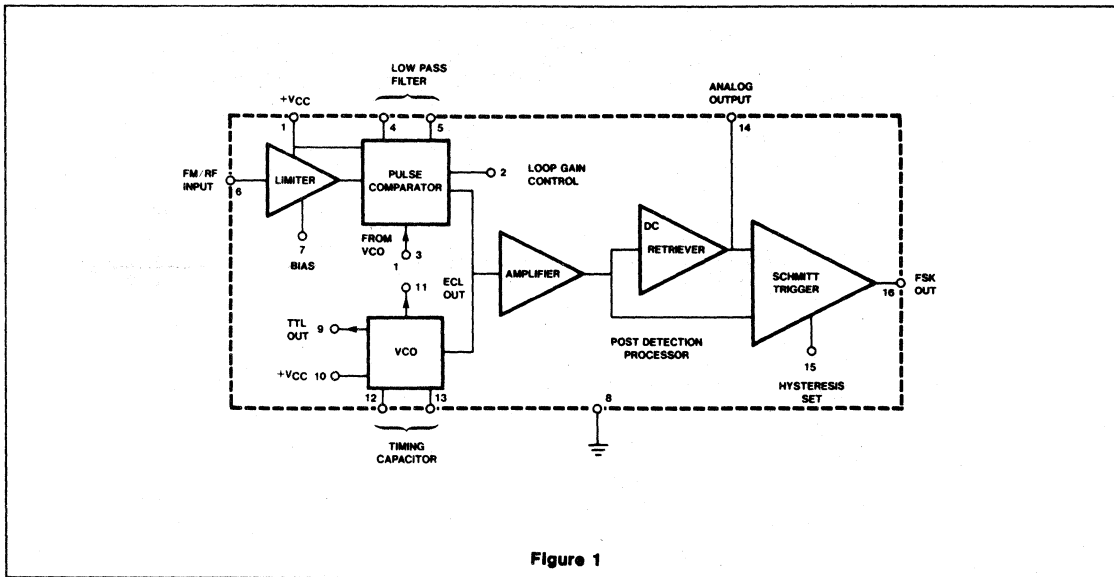 LOW PASS
FILTER
+VCC
1
4
5
ANALOG
OUTPUT
14
FM/RF
INPUT
6
LIMITER
PULSE
COMPARATOR
2
LOOP GAIN
CONTROL
7
BIAS
FROM
VCO
3
1
11
ECL
OUT
AMPLIFIER
DC
RETRIEVER
SCHMITT
TRIGGER
16
FSK
OUT
TTL
OUT
9
VCO
POST DETECTION
PROCESSOR
+VCC 10
15
HYSTERESIS
SET
12
13
8
TIMING
CAPACITOR
Figure 1